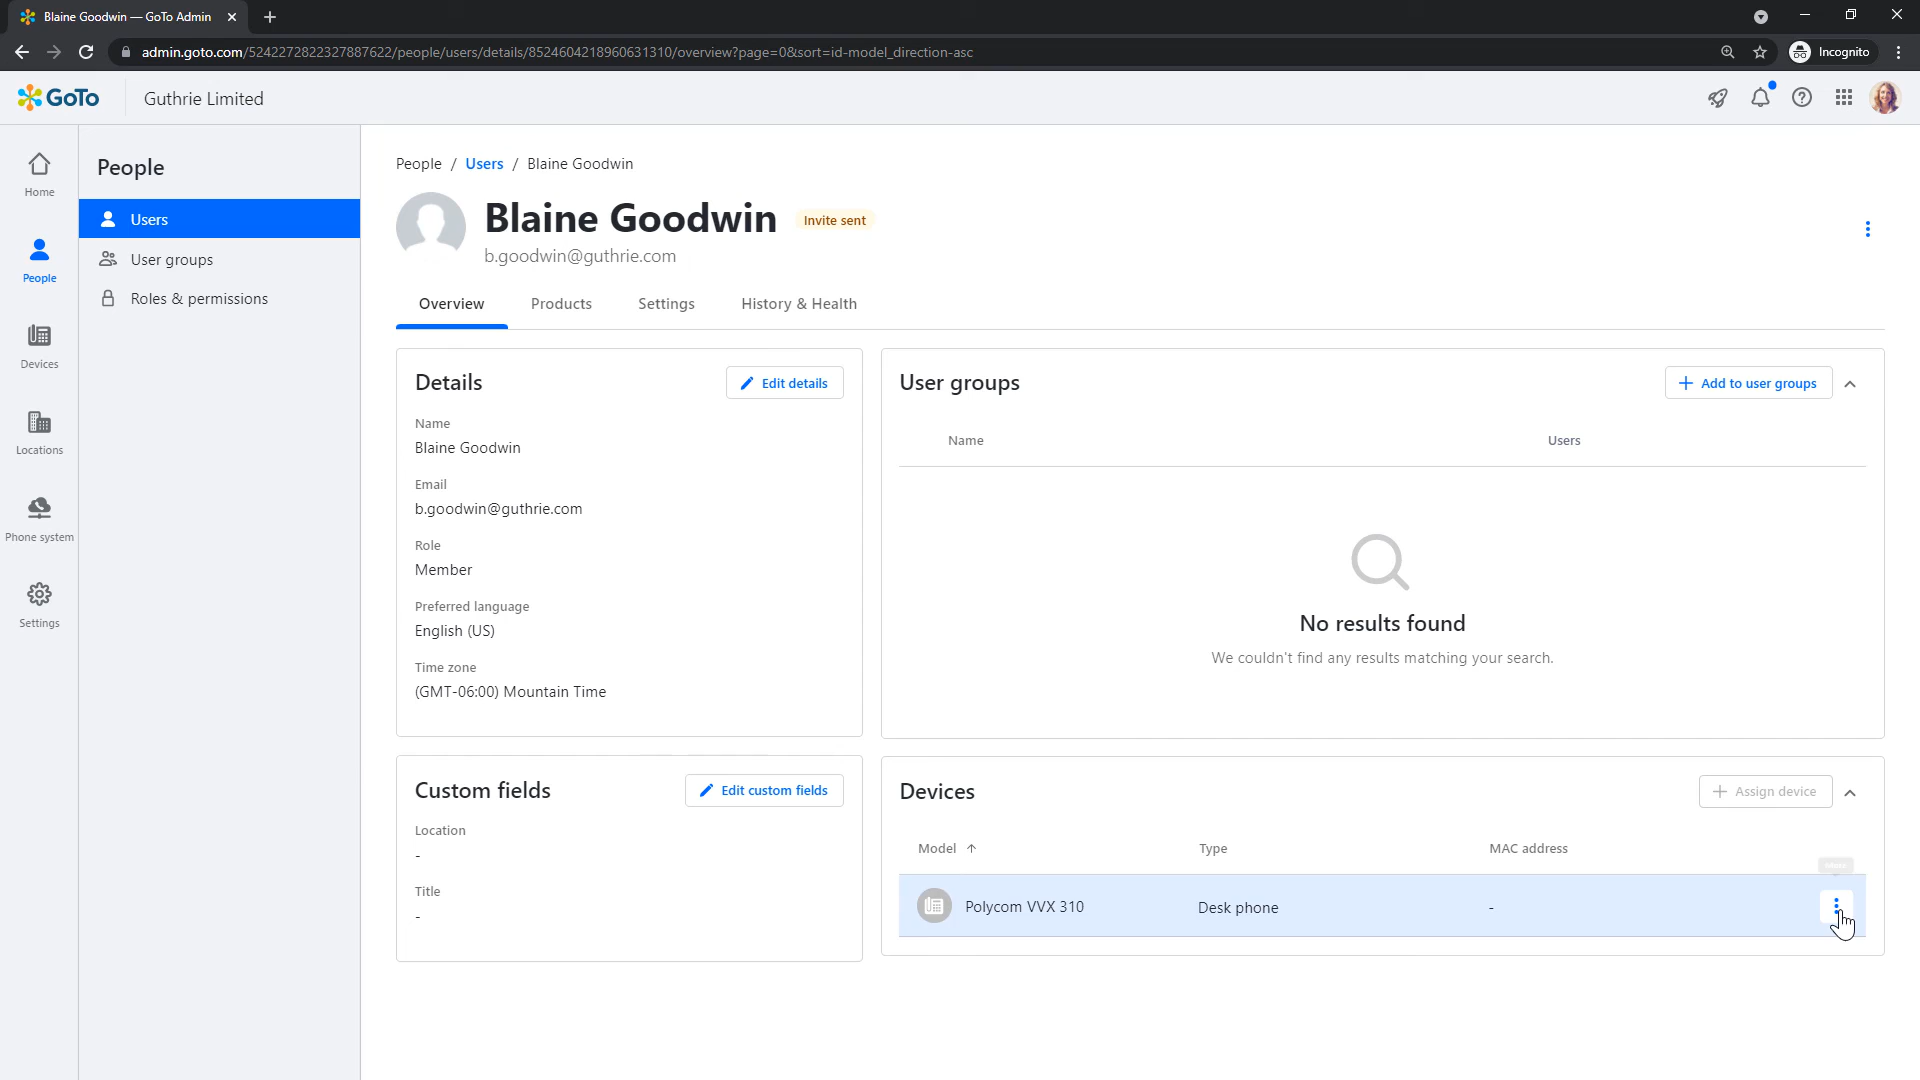 Blaine Goodwin — GoTo Admin
admin.goto.com/5242272822327887622/people/users/details/8524604218960631310/overview?page=0&sort=id-model_direction-asc
Incognito
GoTo
Guthrie Limited
Home
People
Devices
Locations
Phone system
Settings
People
Users
User groups
Roles & permissions
People / Users / Blaine Goodwin
Blaine Goodwin
Invite sent
b.goodwin@guthrie.com
Overview
Products
Settings
History & Health
Details
Edit details
Name
Blaine Goodwin
Email
b.goodwin@guthrie.com
Role
Member
Preferred language
English (US)
Time zone
(GMT-06:00) Mountain Time
User groups
Add to user groups
Name
Users
No results found
We couldn't find any results matching your search.
Custom fields
Edit custom fields
Location
-
Title
-
Devices
Assign device
Model
Type
MAC address
Polycom VVX 310
Desk phone
-